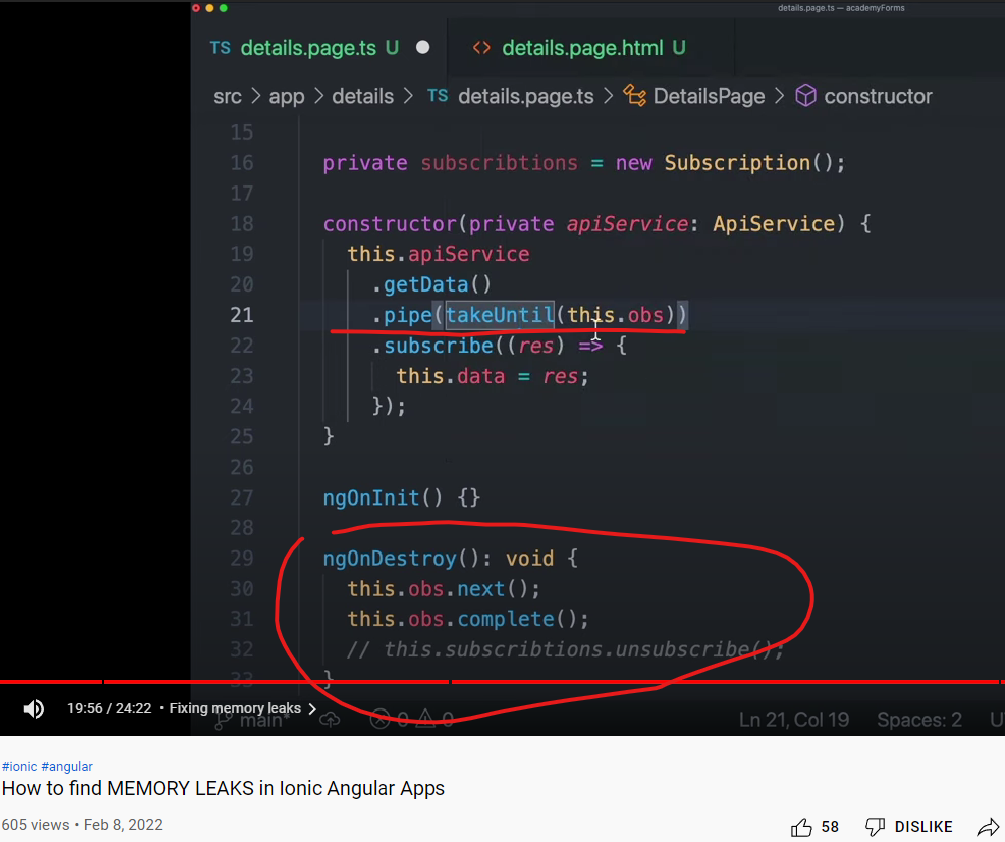 details.page.ts — academyForms
TS details.page.ts U <> details.page.html U
src > app > details > TS details.page.ts > DetailsPage > constructor
15
16 private subscribtions = new Subscription();
17
18 constructor(private apiService: ApiService) {
19 this.apiService
20 .getData()
21 .pipe(takeUntil(this.obs))
22 .subscribe((res) => {
23 this.data = res;
24 });
25 }
26
27 ngOnInit() {}
28
29 ngOnDestroy(): void {
30 this.obs.next();
31 this.obs.complete();
32 // this.subscribtions.unsubscribe();
33 }
19:56 / 24:22 • Fixing memory leaks >
main* 0 0 Ln 21, Col 19 Spaces: 2 U
#ionic #angular
How to find MEMORY LEAKS in Ionic Angular Apps
605 views • Feb 8, 2022
58 DISLIKE